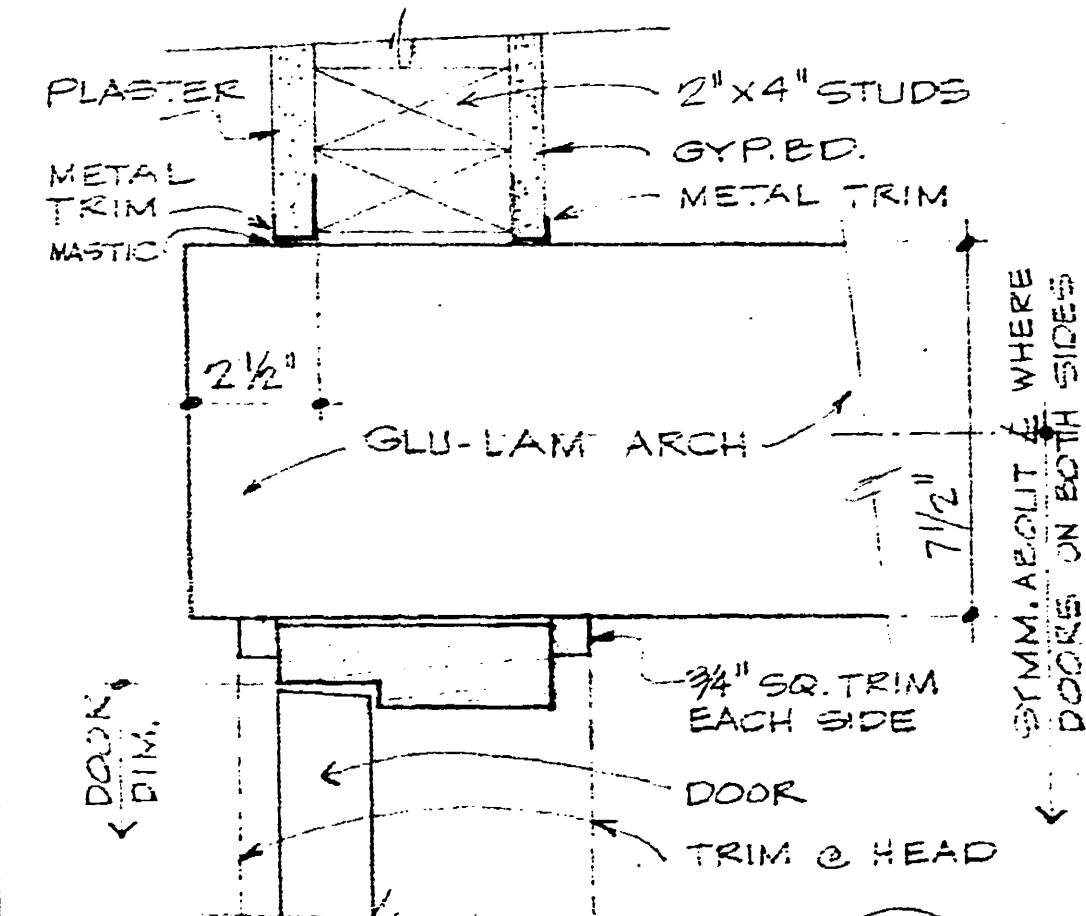 PLASTER
METAL
TRIM
MASTIC
2"X4" STUDS
GYP. BD.
METAL TRIM
2½"
GLU-LAM ARCH
7½"
SYMM. ABOUT ℄ WHERE
DOORS ON BOTH SIDES
¾" SQ. TRIM
EACH SIDE
DOOR
DIM.
DOOR
TRIM @ HEAD